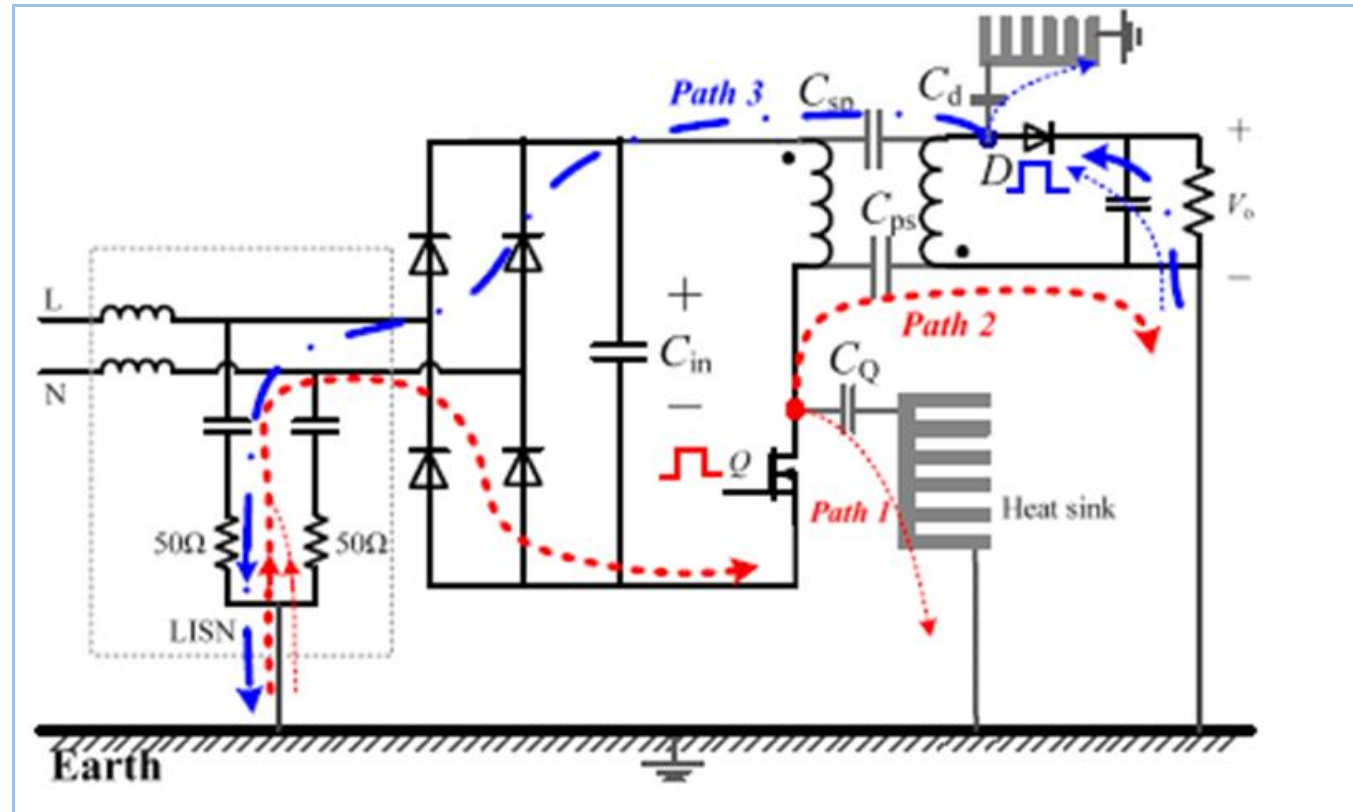 Path 3
Csp
Cd
+
D
Vo
−
Cps
L
N
+
Cin
−
Path 2
CQ
Q
Path 1
Heat sink
50Ω
50Ω
LISN
Earth